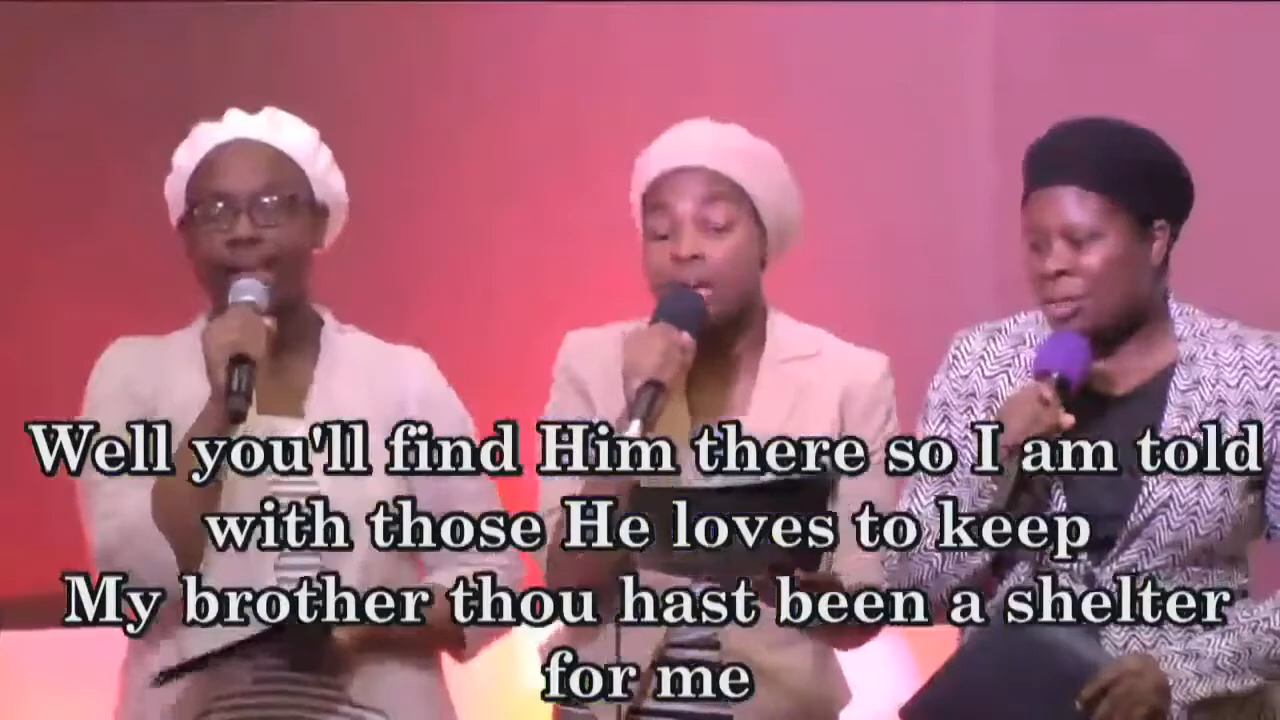 Well you'll find Him there so I am told
with those He loves to keep
My brother thou hast been a shelter
for me